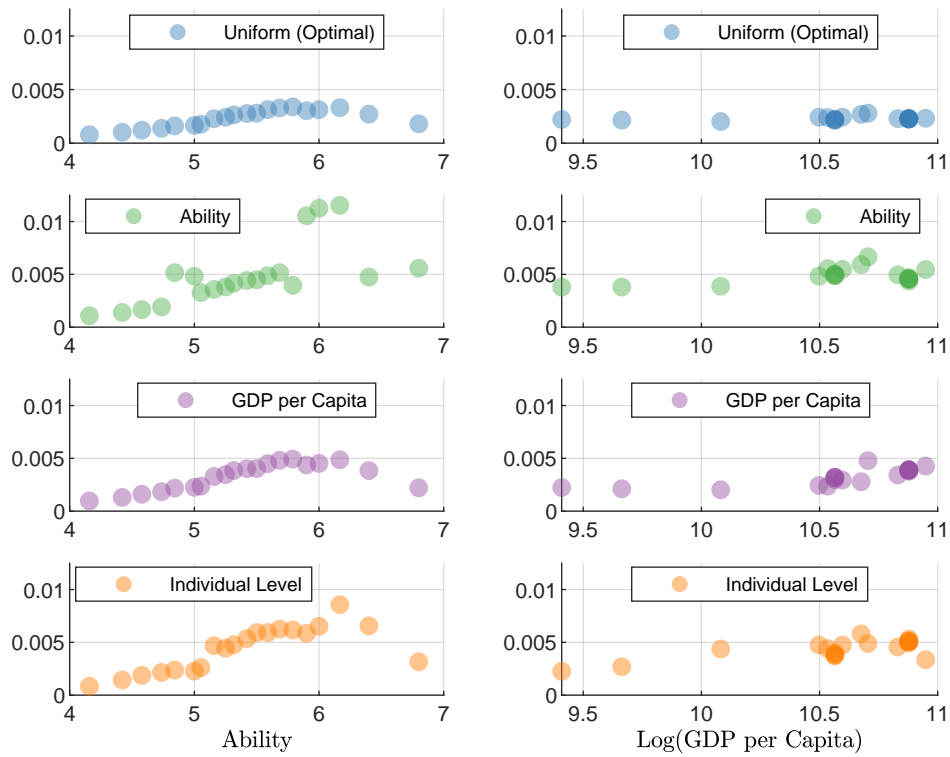 Uniform (Optimal)
0.01
0.005
0
4 5 6 7
Uniform (Optimal)
9.5 10 10.5 11
0.01
0.005
0
Ability
0.01
0.005
0
4 5 6 7
Ability
0.01
0.005
0
9.5 10 10.5 11
GDP per Capita
0.01
0.005
0
4 5 6 7
GDP per Capita
0.01
0.005
0
9.5 10 10.5 11
Individual Level
0.01
0.005
0
4 5 6 7
Ability
Individual Level
0.01
0.005
0
9.5 10 10.5 11
Log(GDP per Capita)